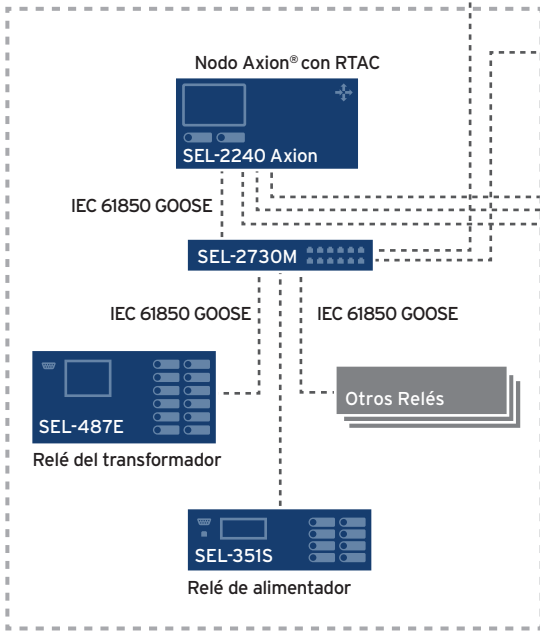 Nodo Axion® con RTAC
SEL-2240 Axion
IEC 61850 GOOSE
SEL-2730M
IEC 61850 GOOSE
IEC 61850 GOOSE
SEL-487E
Otros Relés
Relé del transformador
SEL-351S
Relé de alimentador